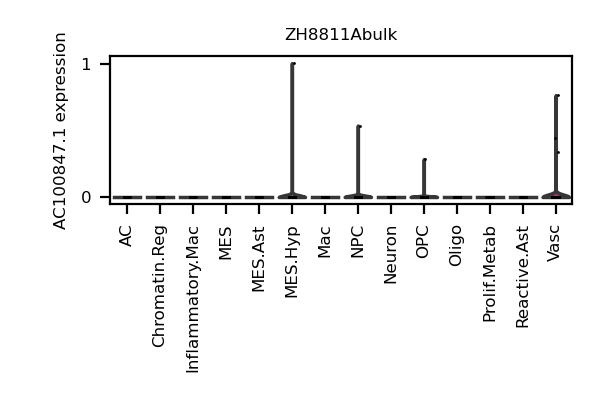 ZH8811Abulk
AC100847.1 expression
1
0
AC
Chromatin.Reg
Inflammatory.Mac
MES
MES.Ast
MES.Hyp
Mac
NPC
Neuron
OPC
Oligo
Prolif.Metab
Reactive.Ast
Vasc